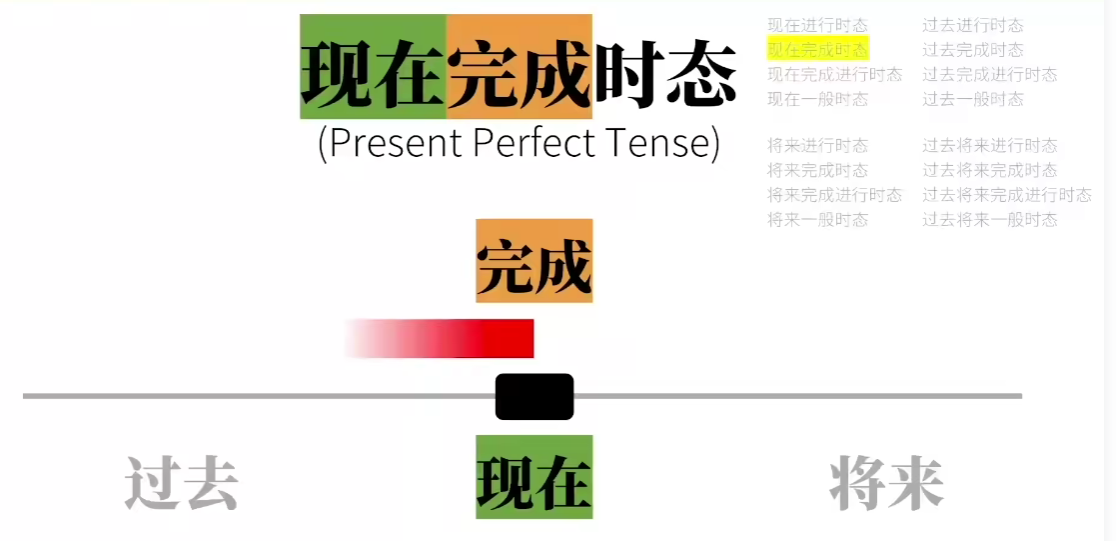 现在完成时态
(Present Perfect Tense)
现在进行时态 过去进行时态
现在完成时态 过去完成时态
现在完成进行时态 过去完成进行时态
现在一般时态 过去一般时态
将来进行时态 过去将来进行时态
将来完成时态 过去将来完成时态
将来完成进行时态 过去将来完成进行时态
将来一般时态 过去将来一般时态
完成
过去 现在 将来